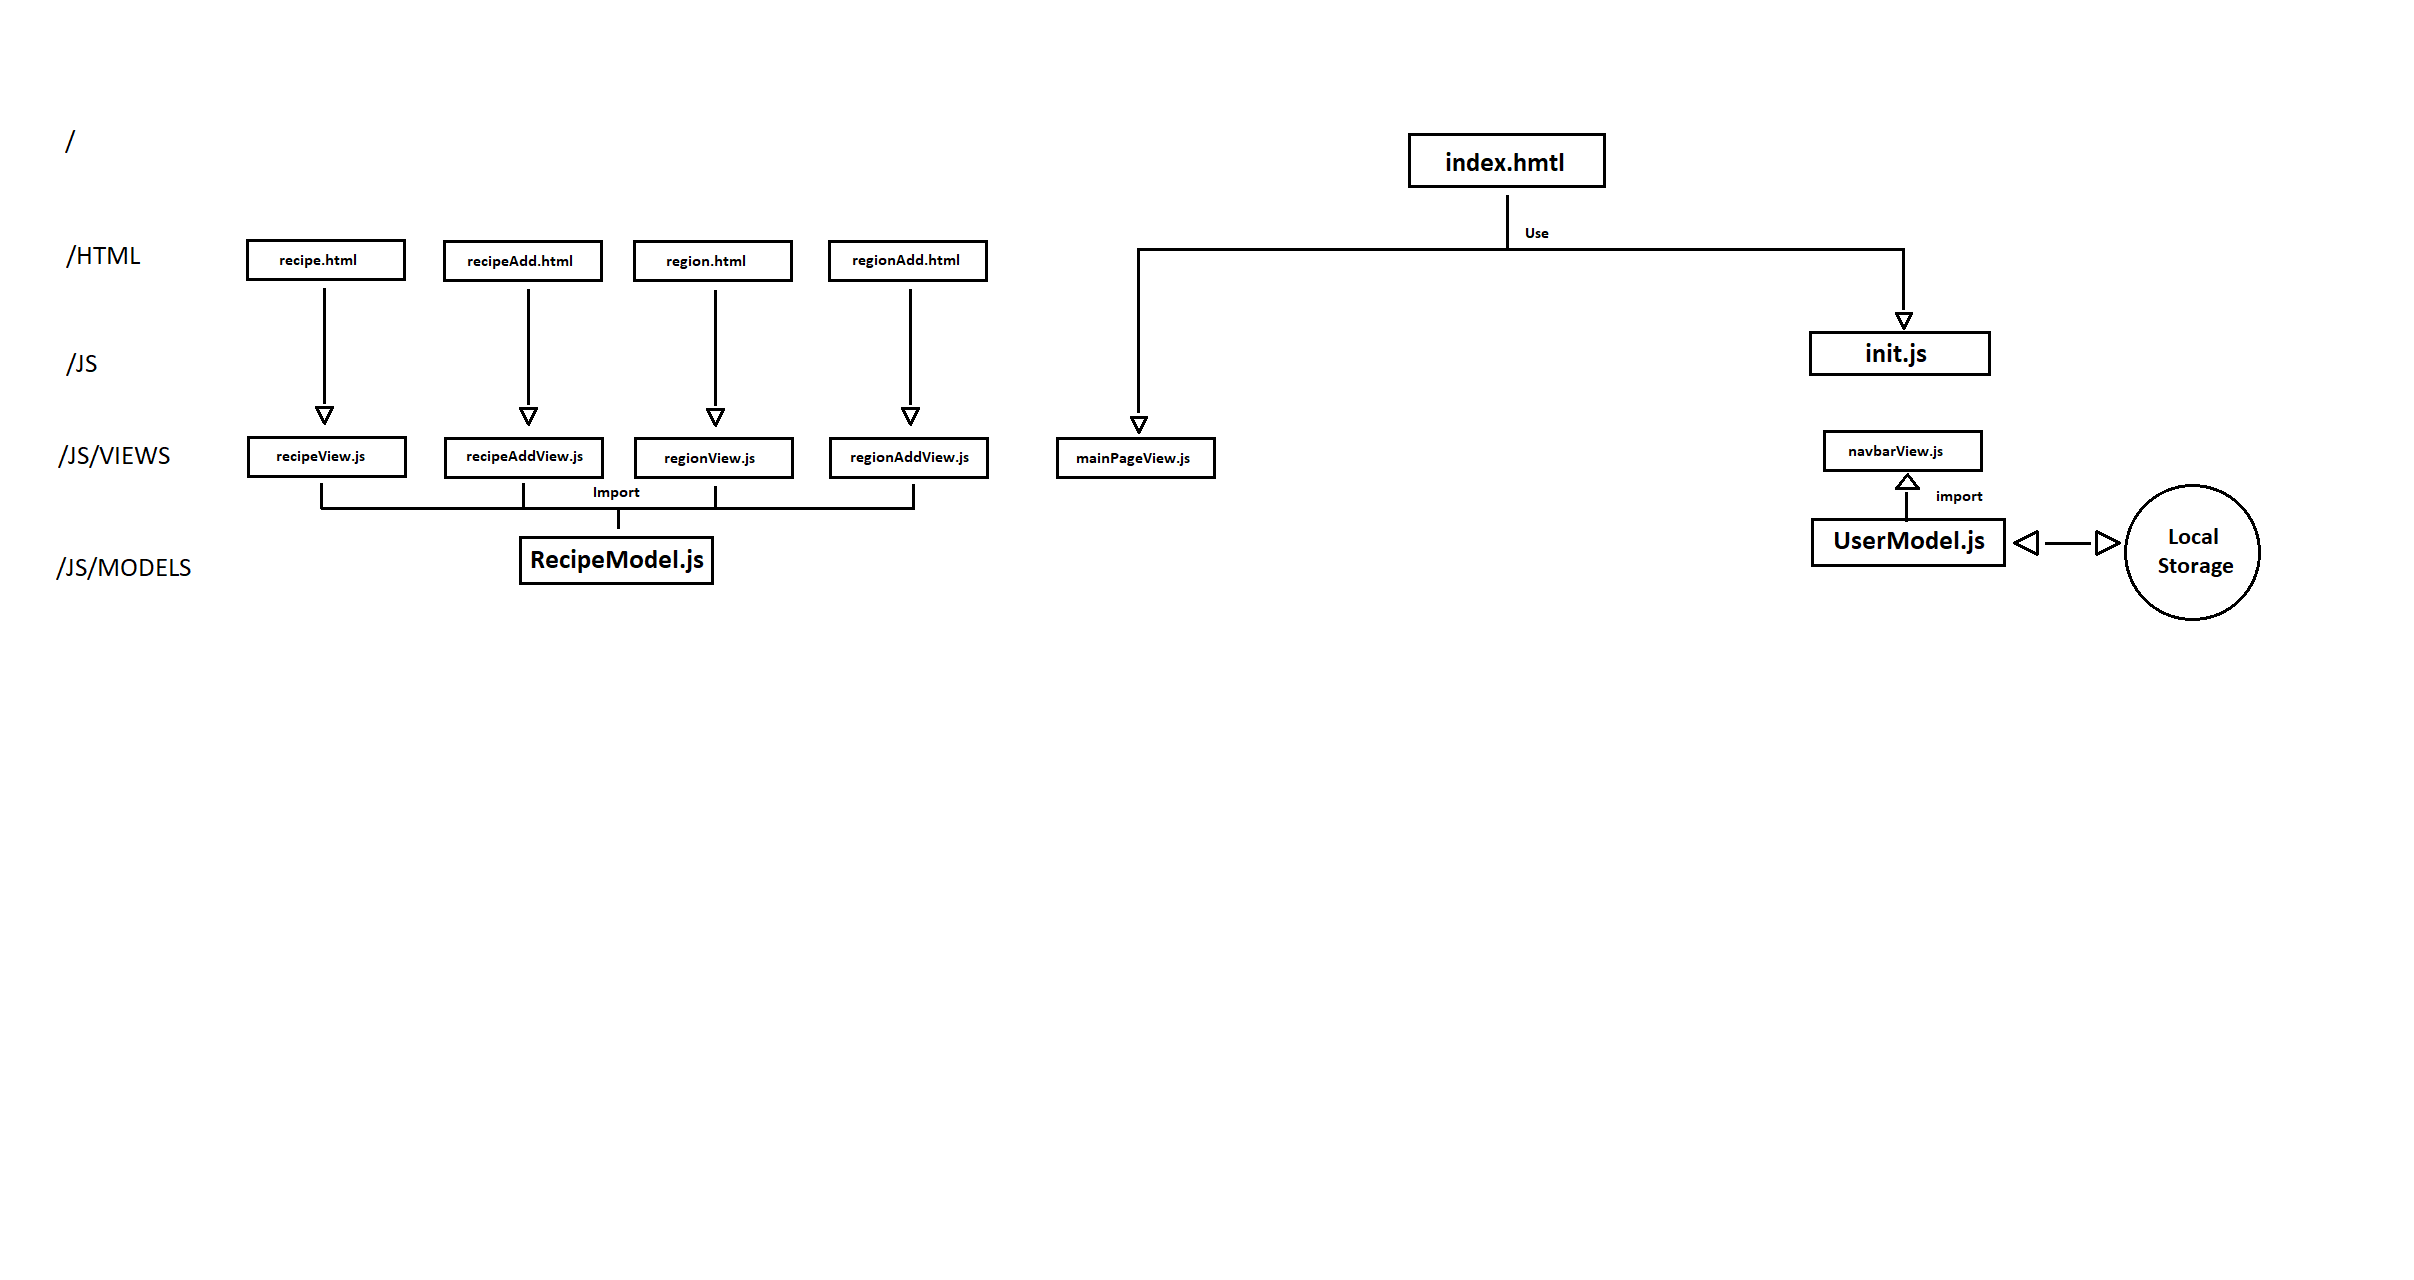 /
index.hmtl
Use
/HTML
recipe.html
recipeAdd.html
region.html
regionAdd.html
/JS
init.js
/JS/VIEWS
recipeView.js
recipeAddView.js
regionView.js
regionAddView.js
mainPageView.js
navbarView.js
Import
import
/JS/MODELS
RecipeModel.js
UserModel.js
Local
Storage